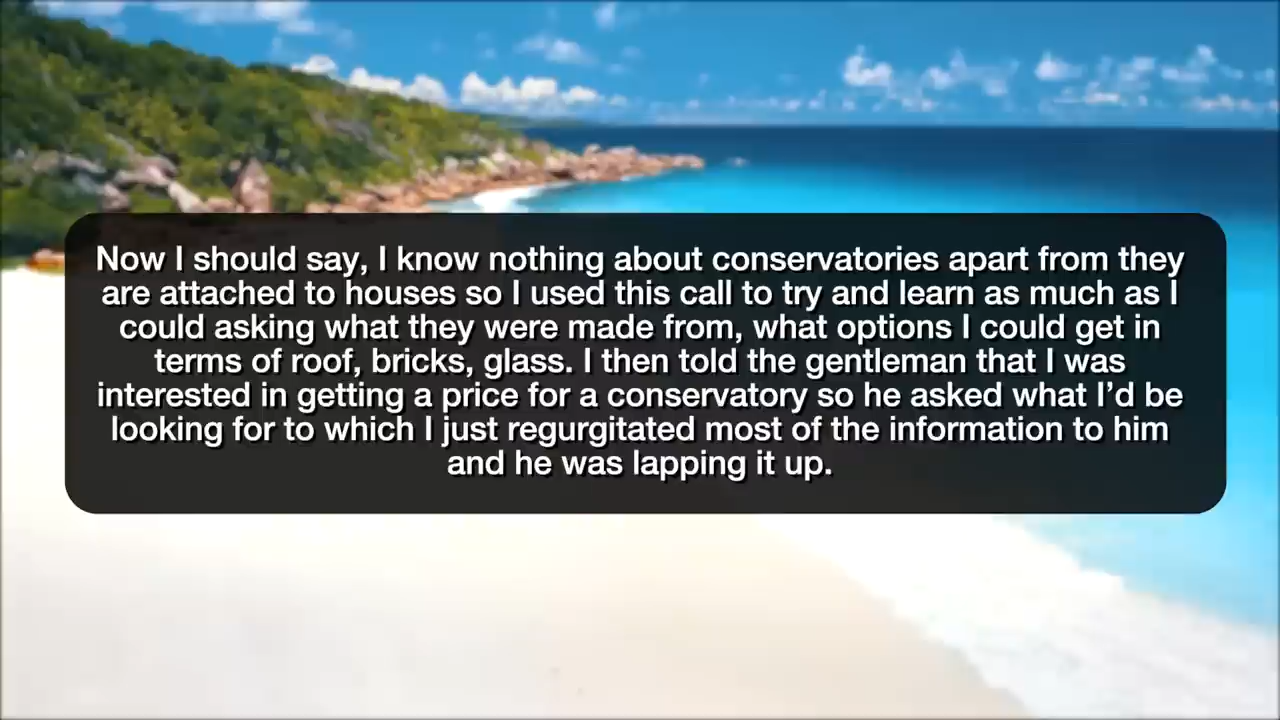 Now I should say, I know nothing about conservatories apart from they
are attached to houses so I used this call to try and learn as much as I
could asking what they were made from, what options I could get in
terms of roof, bricks, glass. I then told the gentleman that I was
interested in getting a price for a conservatory so he asked what I’d be
looking for to which I just regurgitated most of the information to him
and he was lapping it up.